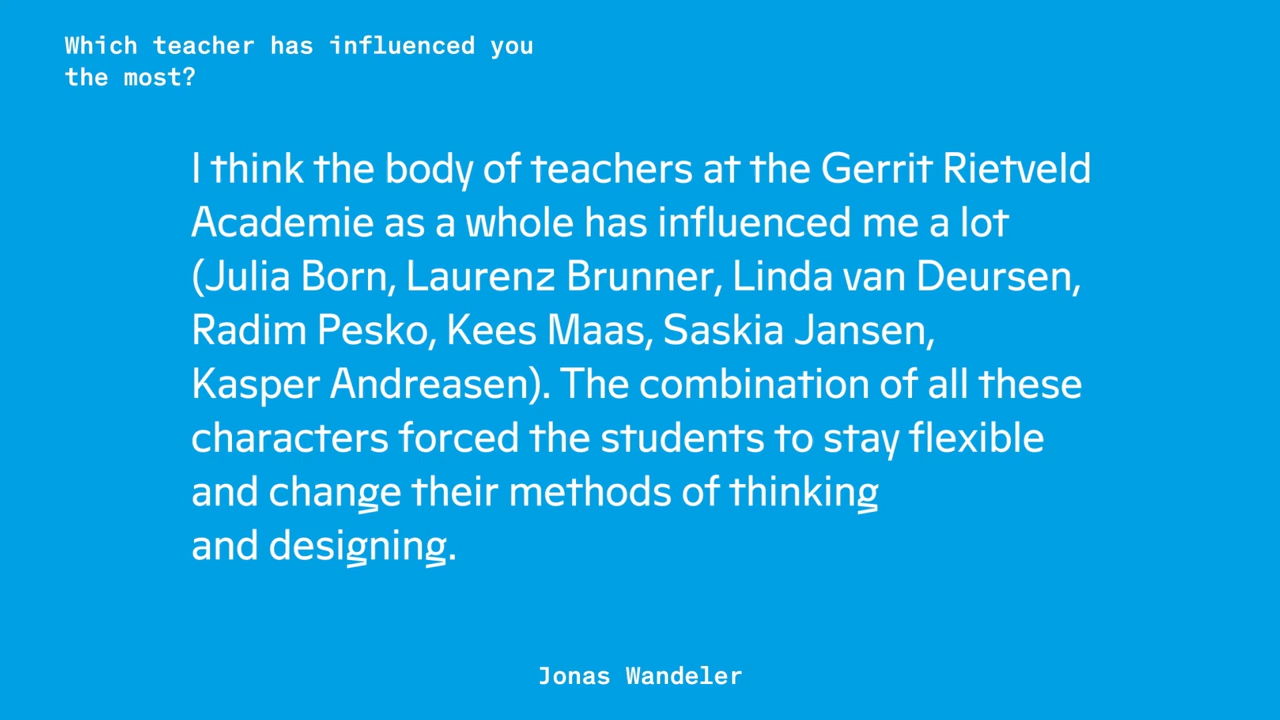 Which teacher has influenced you
the most?
I think the body of teachers at the Gerrit Rietveld
Academie as a whole has influenced me a lot
(Julia Born, Laurenz Brunner, Linda van Deursen,
Radim Pesko, Kees Maas, Saskia Jansen,
Kasper Andreasen). The combination of all these
characters forced the students to stay flexible
and change their methods of thinking
and designing.
Jonas Wandeler